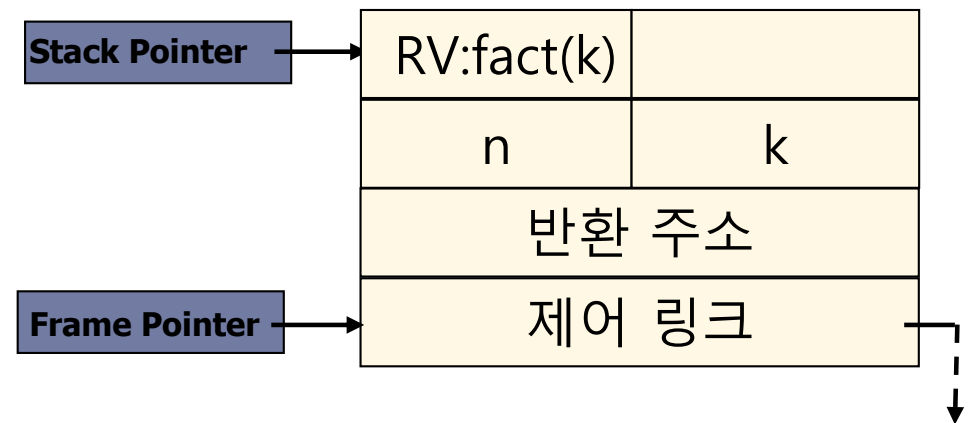 Stack Pointer
RV:fact(k)
n
k
반환 주소
Frame Pointer
제어 링크